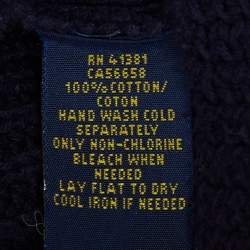 RN 41381
CA56658
100% COTTON/
COTON
HAND WASH COLD
SEPARATELY
ONLY NON-CHLORINE
BLEACH WHEN
NEEDED
LAY FLAT TO DRY
COOL IRON IF NEEDED